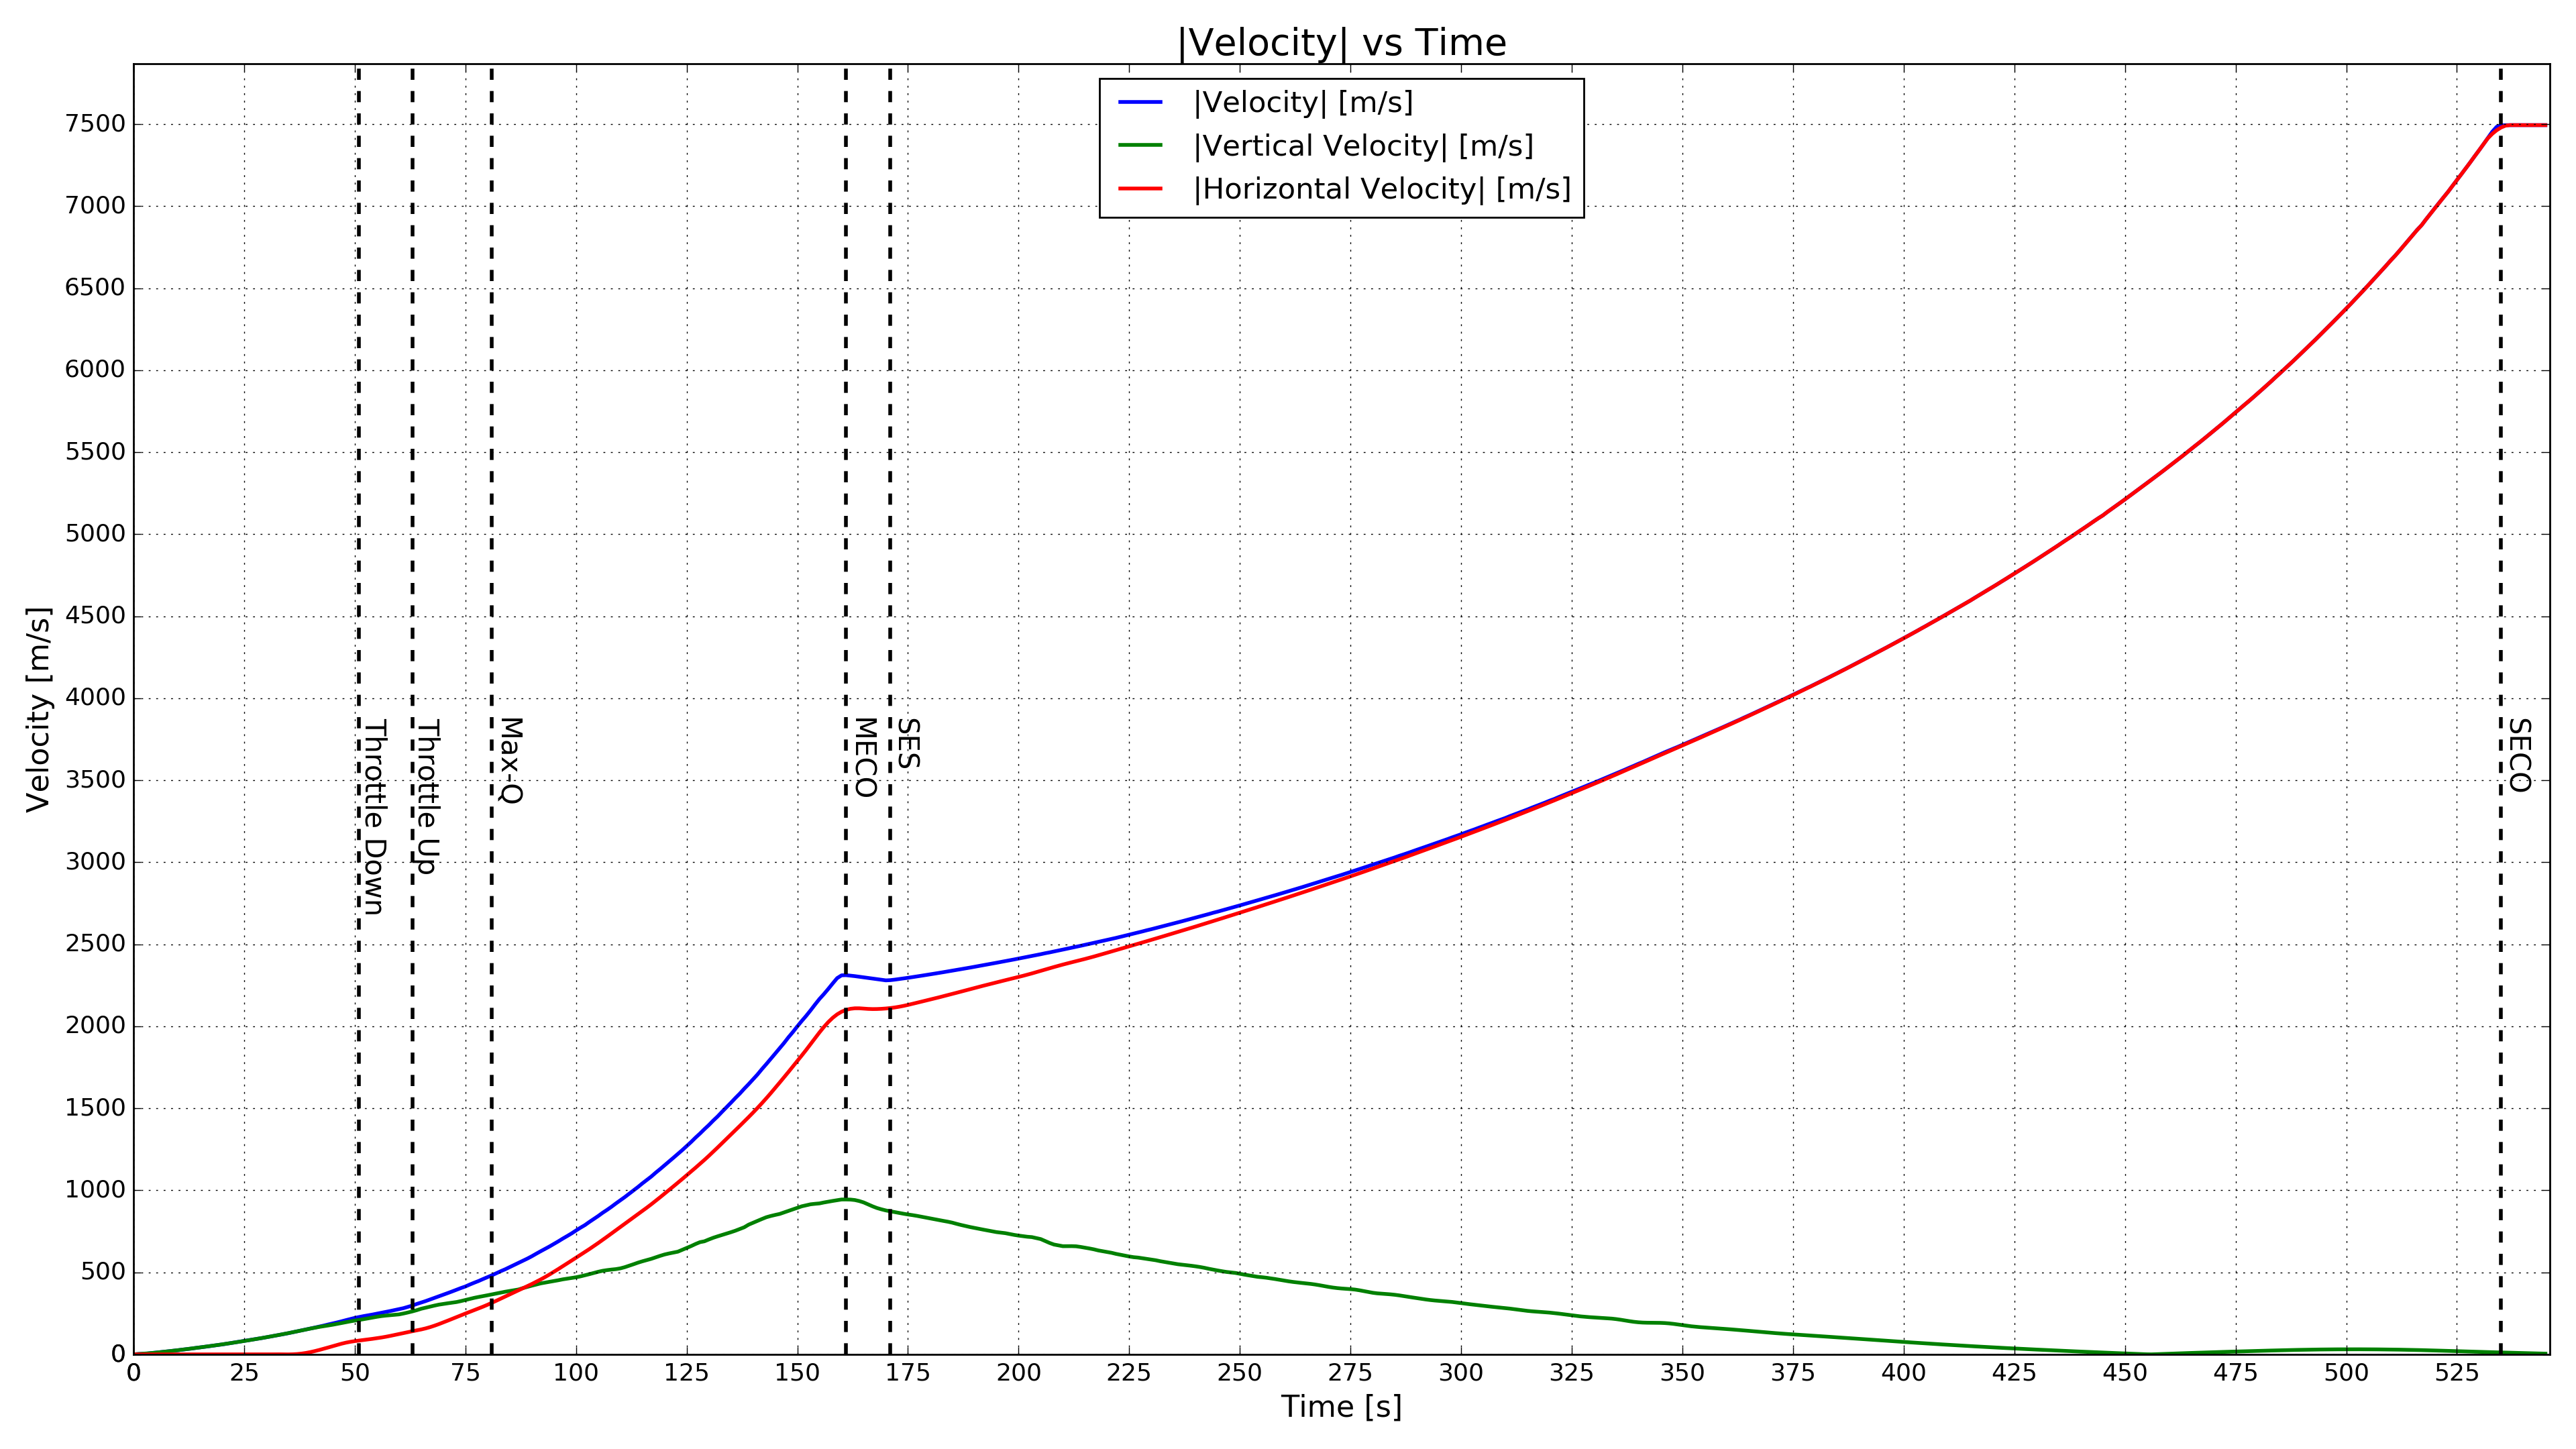 |Velocity| vs Time
|Velocity| [m/s]
|Vertical Velocity| [m/s]
|Horizontal Velocity| [m/s]
Velocity [m/s]
7500
7000
6500
6000
5500
5000
4500
4000
3500
3000
2500
2000
1500
1000
500
0
Throttle Down
Throttle Up
Max-Q
MECO
SES
SECO
0 25 50 75 100 125 150 175 200 225 250 275 300 325 350 375 400 425 450 475 500 525
Time [s]